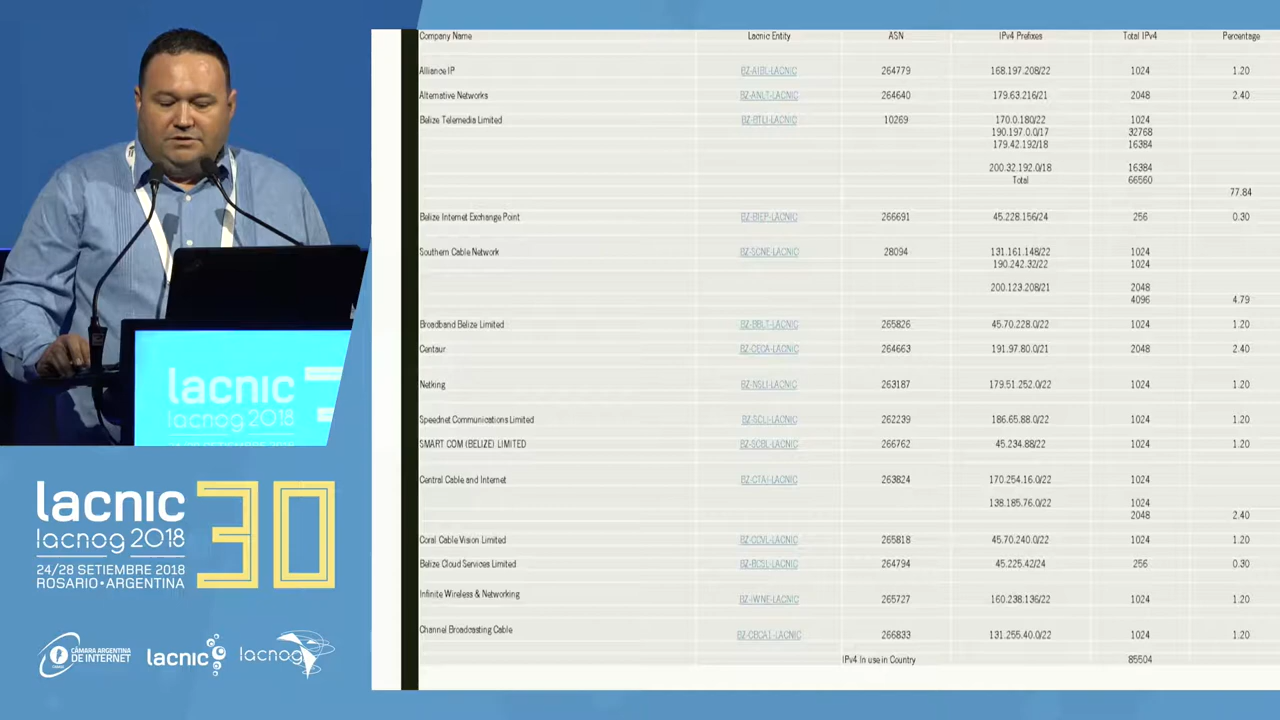 Company Name Lacnic Entity ASN IPv4 Prefixes Total IPv4 Percentage
Alliance IP BZ-AIBL-LACNIC 264779 168.197.208/22 1024 1.20
Alternative Networks BZ-ANLT-LACNIC 264640 179.63.216/21 2048 2.40
Belize Telemedia Limited BZ-BTLI-LACNIC 10269 170.0.180/22 1024
190.197.0.0/17 32768
179.42.192/18 16384
200.32.192.0/18 16384
Total 66560
77.84
Belize Internet Exchange Point BZ-BIEP-LACNIC 266691 45.228.156/24 256 0.30
Southern Cable Network BZ-SCNE-LACNIC 28094 131.161.148/22 1024
190.242.32/22 1024
200.123.208/21 2048
4096 4.79
Broadband Belize Limited BZ-BBLT-LACNIC 265826 45.70.228.0/22 1024 1.20
Centaur BZ-CECA-LACNIC 264663 191.97.80.0/21 2048 2.40
Netking BZ-NSLI-LACNIC 263187 179.51.252.0/22 1024 1.20
Speednet Communications Limited BZ-SCLI-LACNIC 262239 186.65.88.0/22 1024 1.20
SMART COM (BELIZE) LIMITED BZ-SCBL-LACNIC 266762 45.234.88/22 1024 1.20
Central Cable and Internet BZ-CTAI-LACNIC 263824 170.254.16.0/22 1024
138.185.76.0/22 1024
2048 2.40
Coral Cable Vision Limited BZ-CCVL-LACNIC 265818 45.70.240.0/22 1024 1.20
Belize Cloud Services Limited BZ-BCSL-LACNIC 264794 45.225.42/24 256 0.30
Infinite Wireless & Networking BZ-IWNE-LACNIC 265727 160.238.136/22 1024 1.20
Channel Broadcasting Cable BZ-CBCA1-LACNIC 266833 131.255.40.0/22 1024 1.20
IPv4 In use in Country 85504
lacnic
lacnog 2018
lacnic 30
lacnog 2018
24/28 SETIEMBRE 2018
ROSARIO•ARGENTINA
CÁMARA ARGENTINA
DE INTERNET
lacnic
lacnog